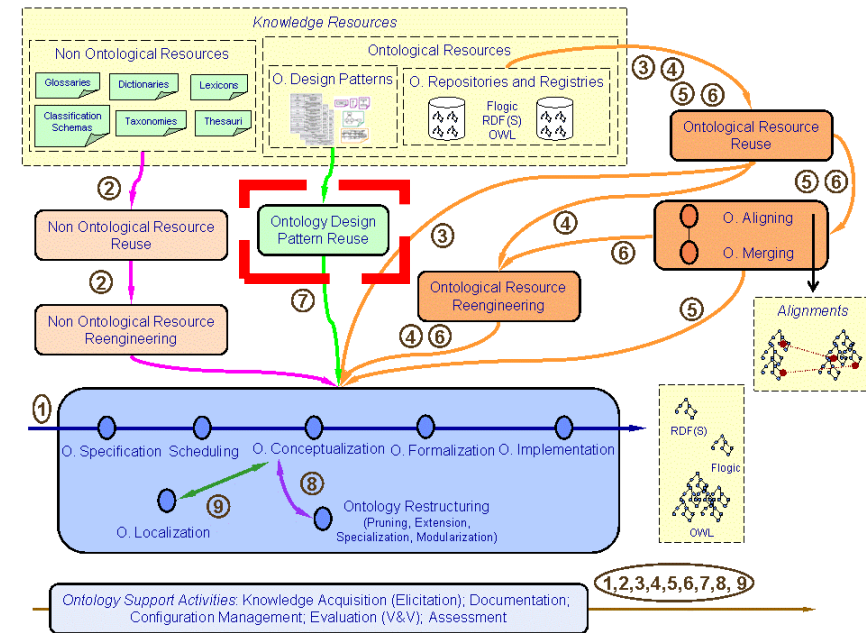 Knowledge Resources
Non Ontological Resources
Glossaries
Dictionaries
Lexicons
Classification
Schemas
Taxonomies
Thesauri
Ontological Resources
O. Design Patterns
O. Repositories and Registries
Flogic
RDF(S)
OWL
3 4
5 6
Ontological Resource
Reuse
5 6
2
Non Ontological Resource
Reuse
2
Non Ontological Resource
Reengineering
Ontology Design
Pattern Reuse
7
3
4
6
O. Aligning
O. Merging
Ontological Resource
Reengineering
4 6
5
Alignments
1
O. Specification
Scheduling
O. Conceptualization
O. Formalization
O. Implementation
9
8
O. Localization
Ontology Restructuring
(Pruning, Extension,
Specialization, Modularization)
RDF(S)
Flogic
OWL
1,2,3,4,5,6,7,8, 9
Ontology Support Activities: Knowledge Acquisition (Elicitation); Documentation;
Configuration Management; Evaluation (V&V); Assessment